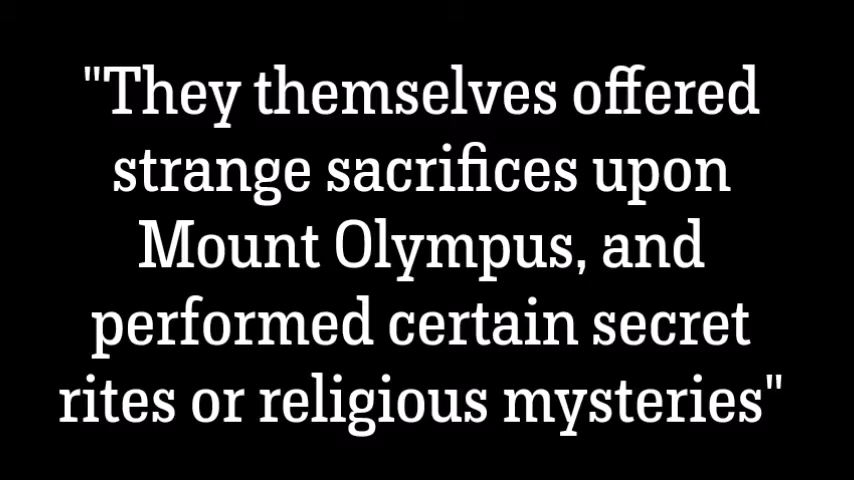 "They themselves offered
strange sacrifices upon
Mount Olympus, and
performed certain secret
rites or religious mysteries"